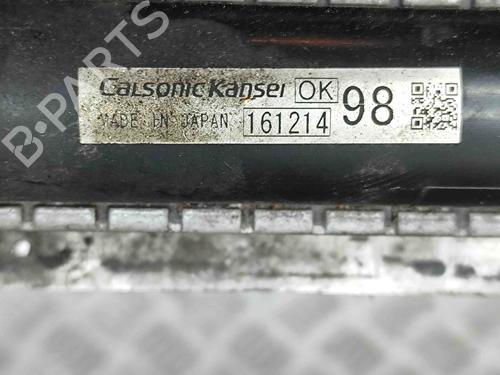 B-PARTS
CalsonicKansei OK 98
MADE IN JAPAN 161214